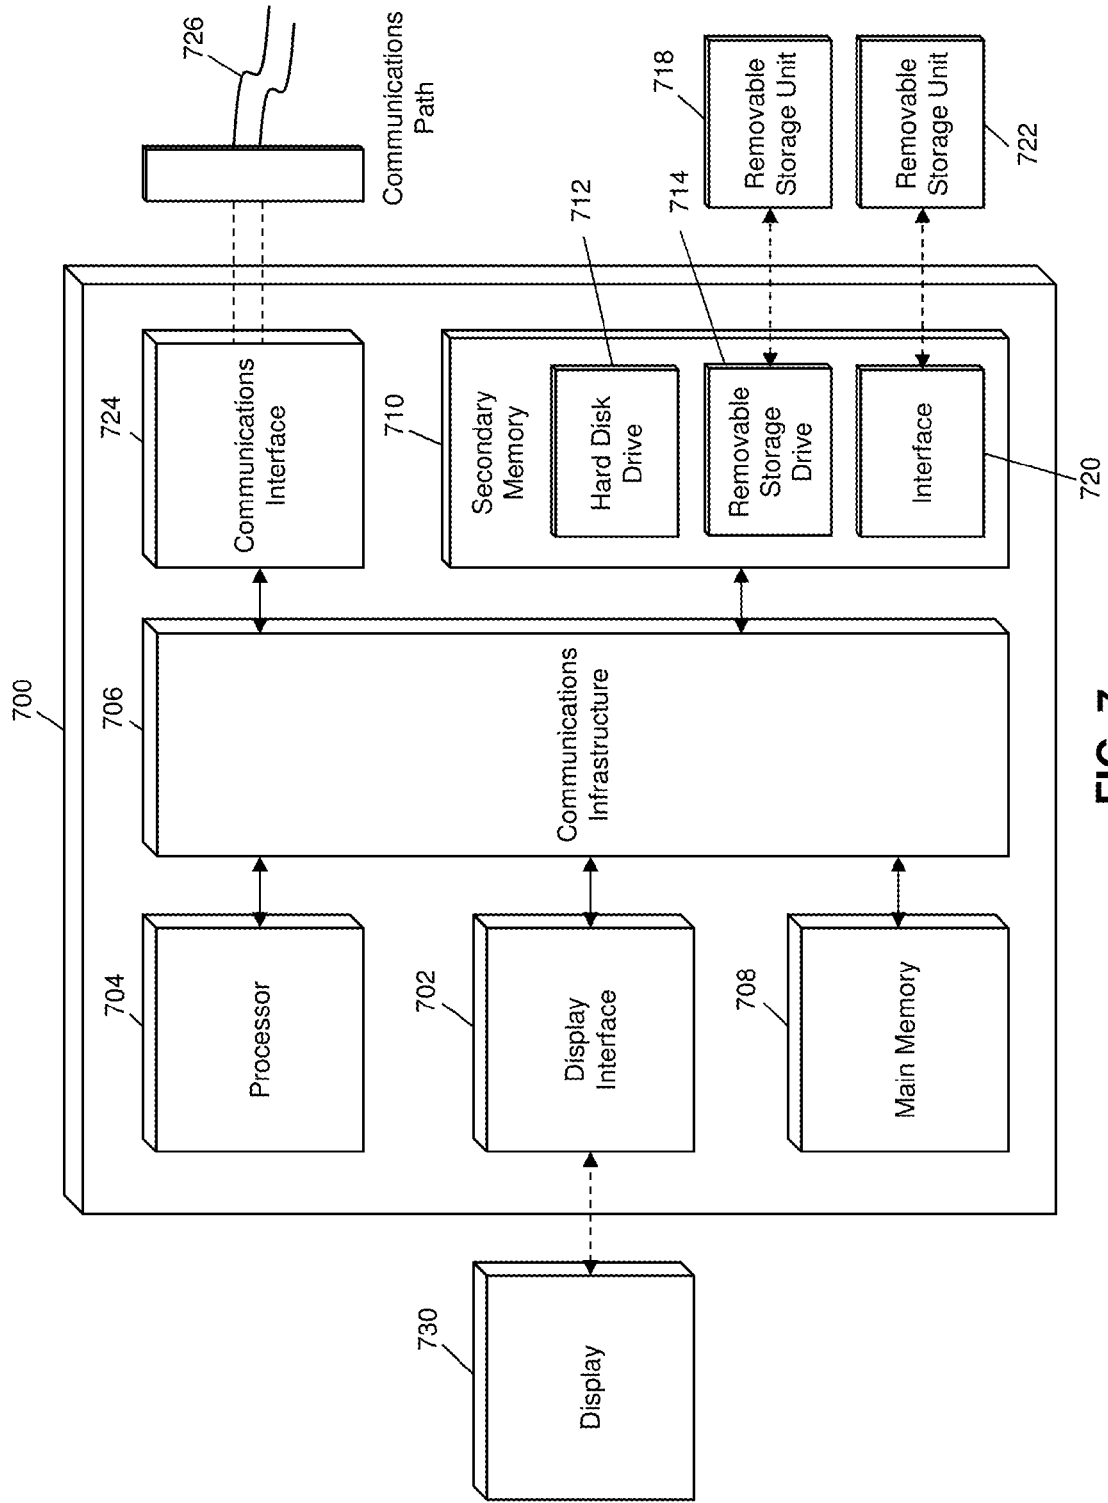 700
704
Processor
706
Communications
Infrastructure
724
Communications
Interface
726
Communications
Path
730
Display
702
Display
Interface
708
Main Memory
710
Secondary
Memory
712
Hard Disk
Drive
714
Removable
Storage
Drive
718
Removable
Storage Unit
Interface
720
Removable
Storage Unit
722
FIG. 7